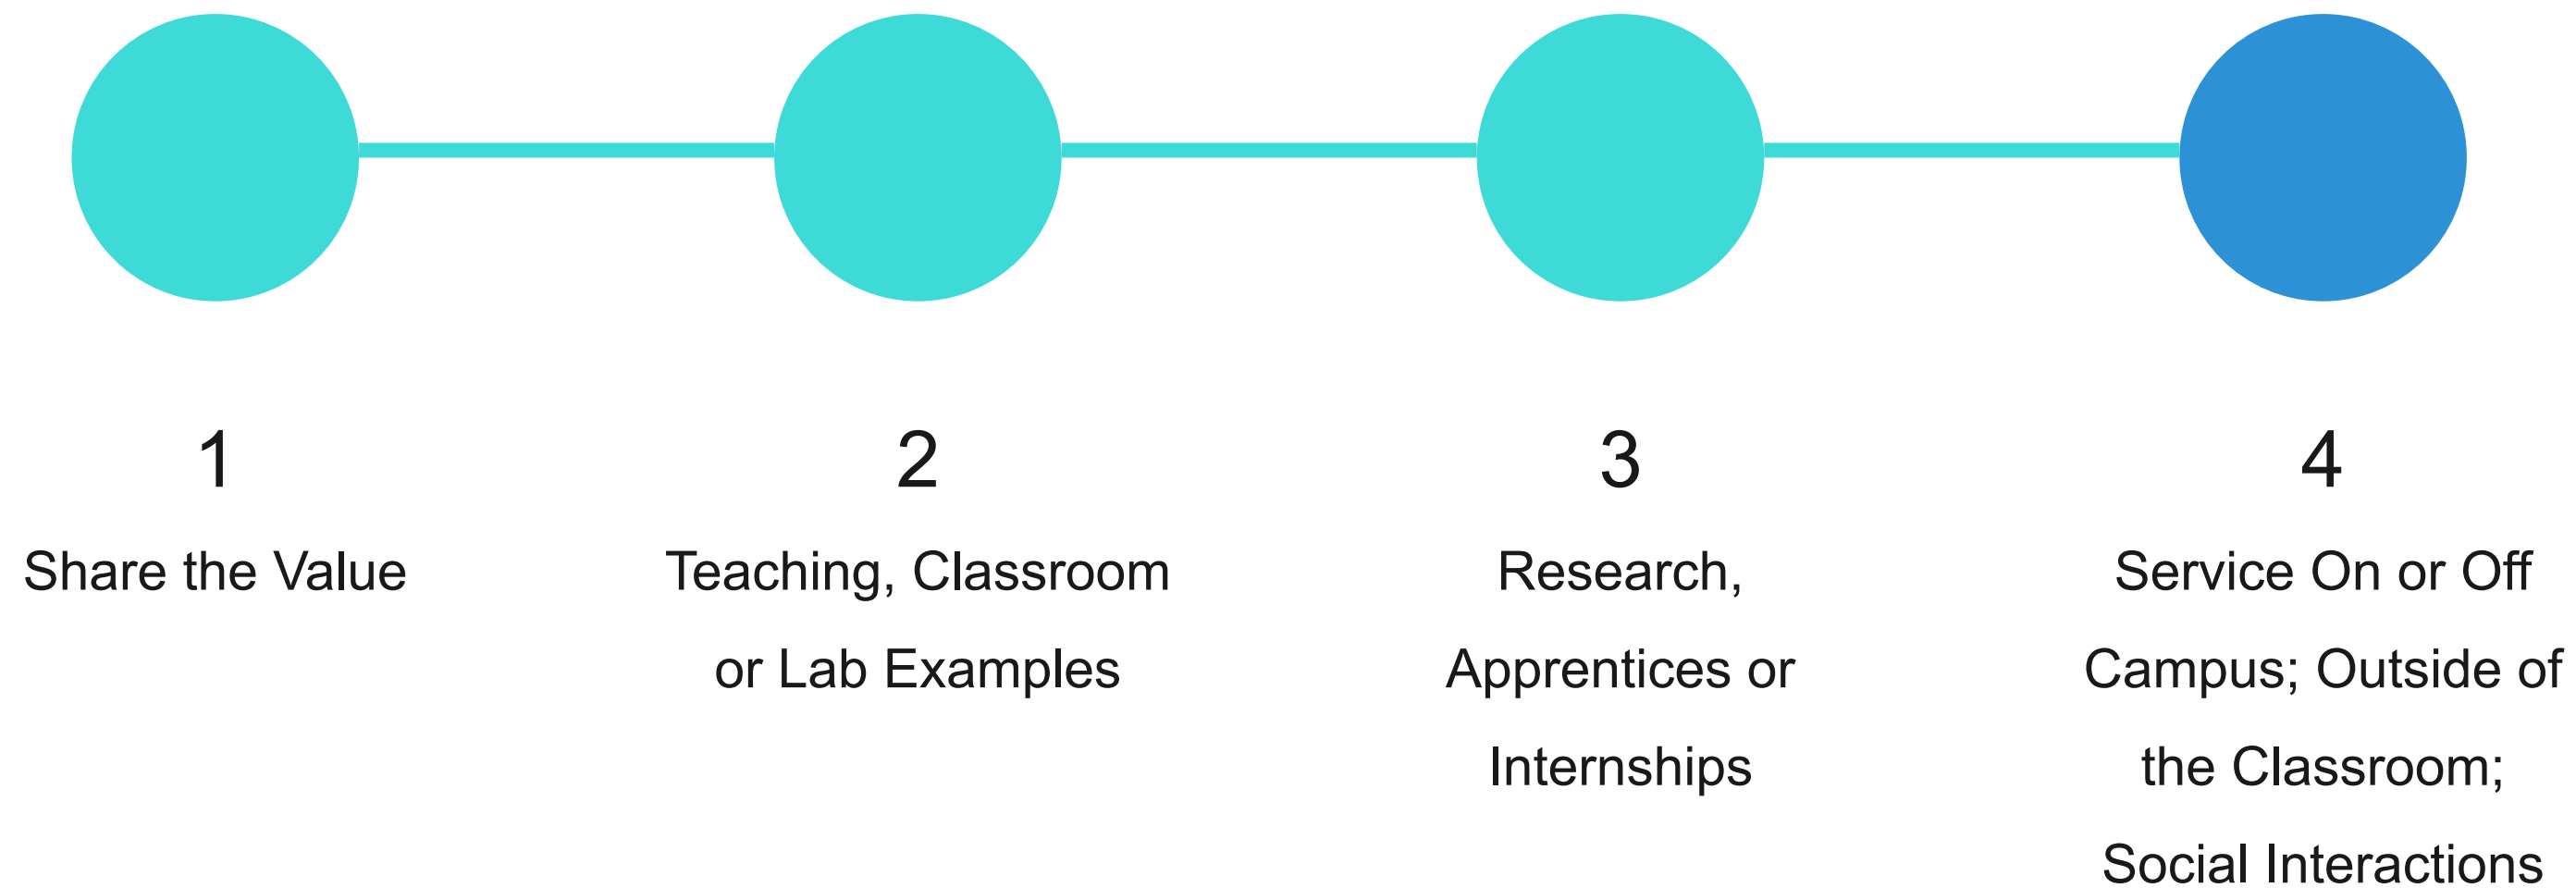 1
Share the Value
2
Teaching, Classroom
or Lab Examples
3
Research,
Apprentices or
Internships
4
Service On or Off
Campus; Outside of
the Classroom;
Social Interactions